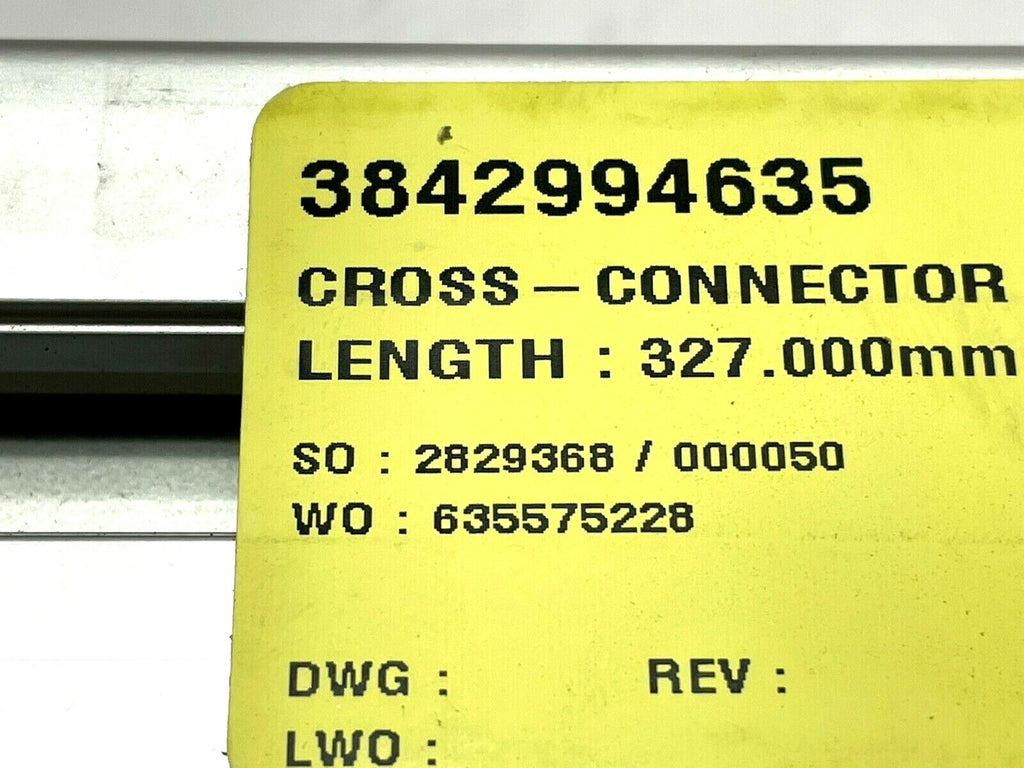 3842994635
CROSS-CONNECTOR
LENGTH : 327.000mm
SO : 2829368 / 000050
WO : 635575228
DWG : REV :
LWO :